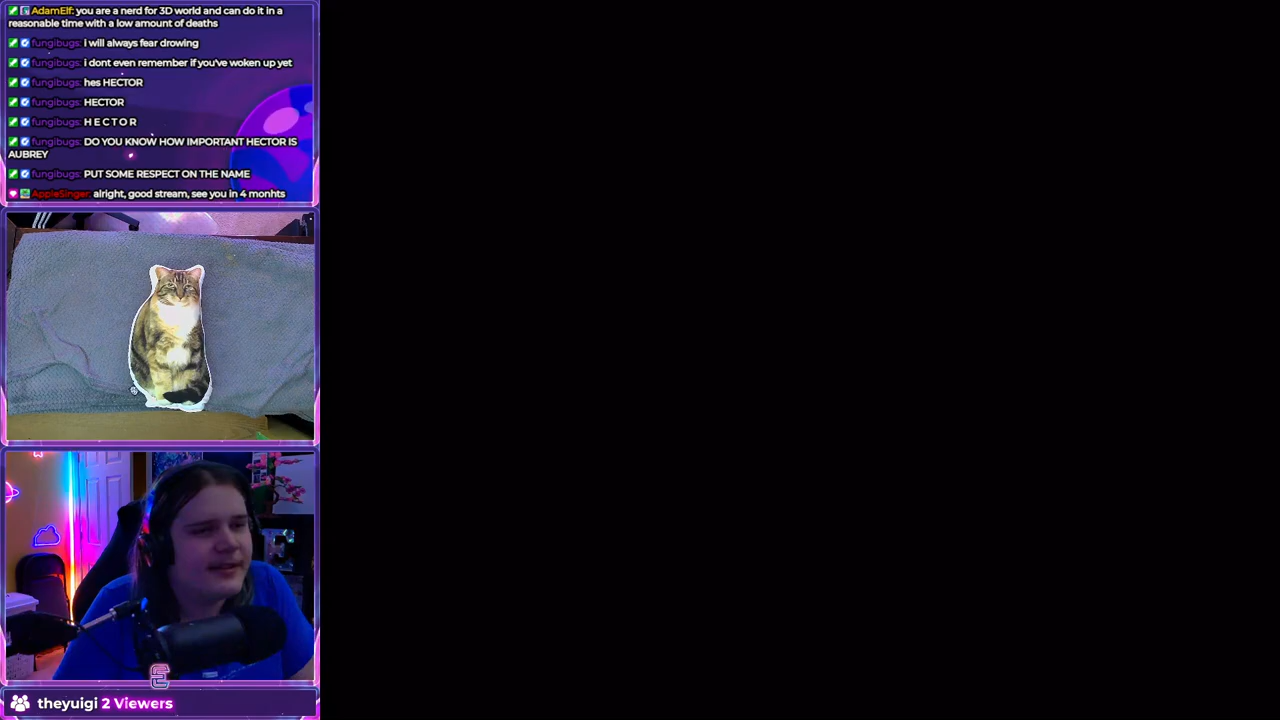 AdamElf: you are a nerd for 3D world and can do it in a
reasonable time with a low amount of deaths
fungibugs: i will always fear drowing
fungibugs: i dont even remember if you've woken up yet
fungibugs: hes HECTOR
fungibugs: HECTOR
fungibugs: H E C T O R
fungibugs: DO YOU KNOW HOW IMPORTANT HECTOR IS
AUBREY
fungibugs: PUT SOME RESPECT ON THE NAME
AppleSinger: alright, good stream, see you in 4 monhts
theyuigi 2 Viewers